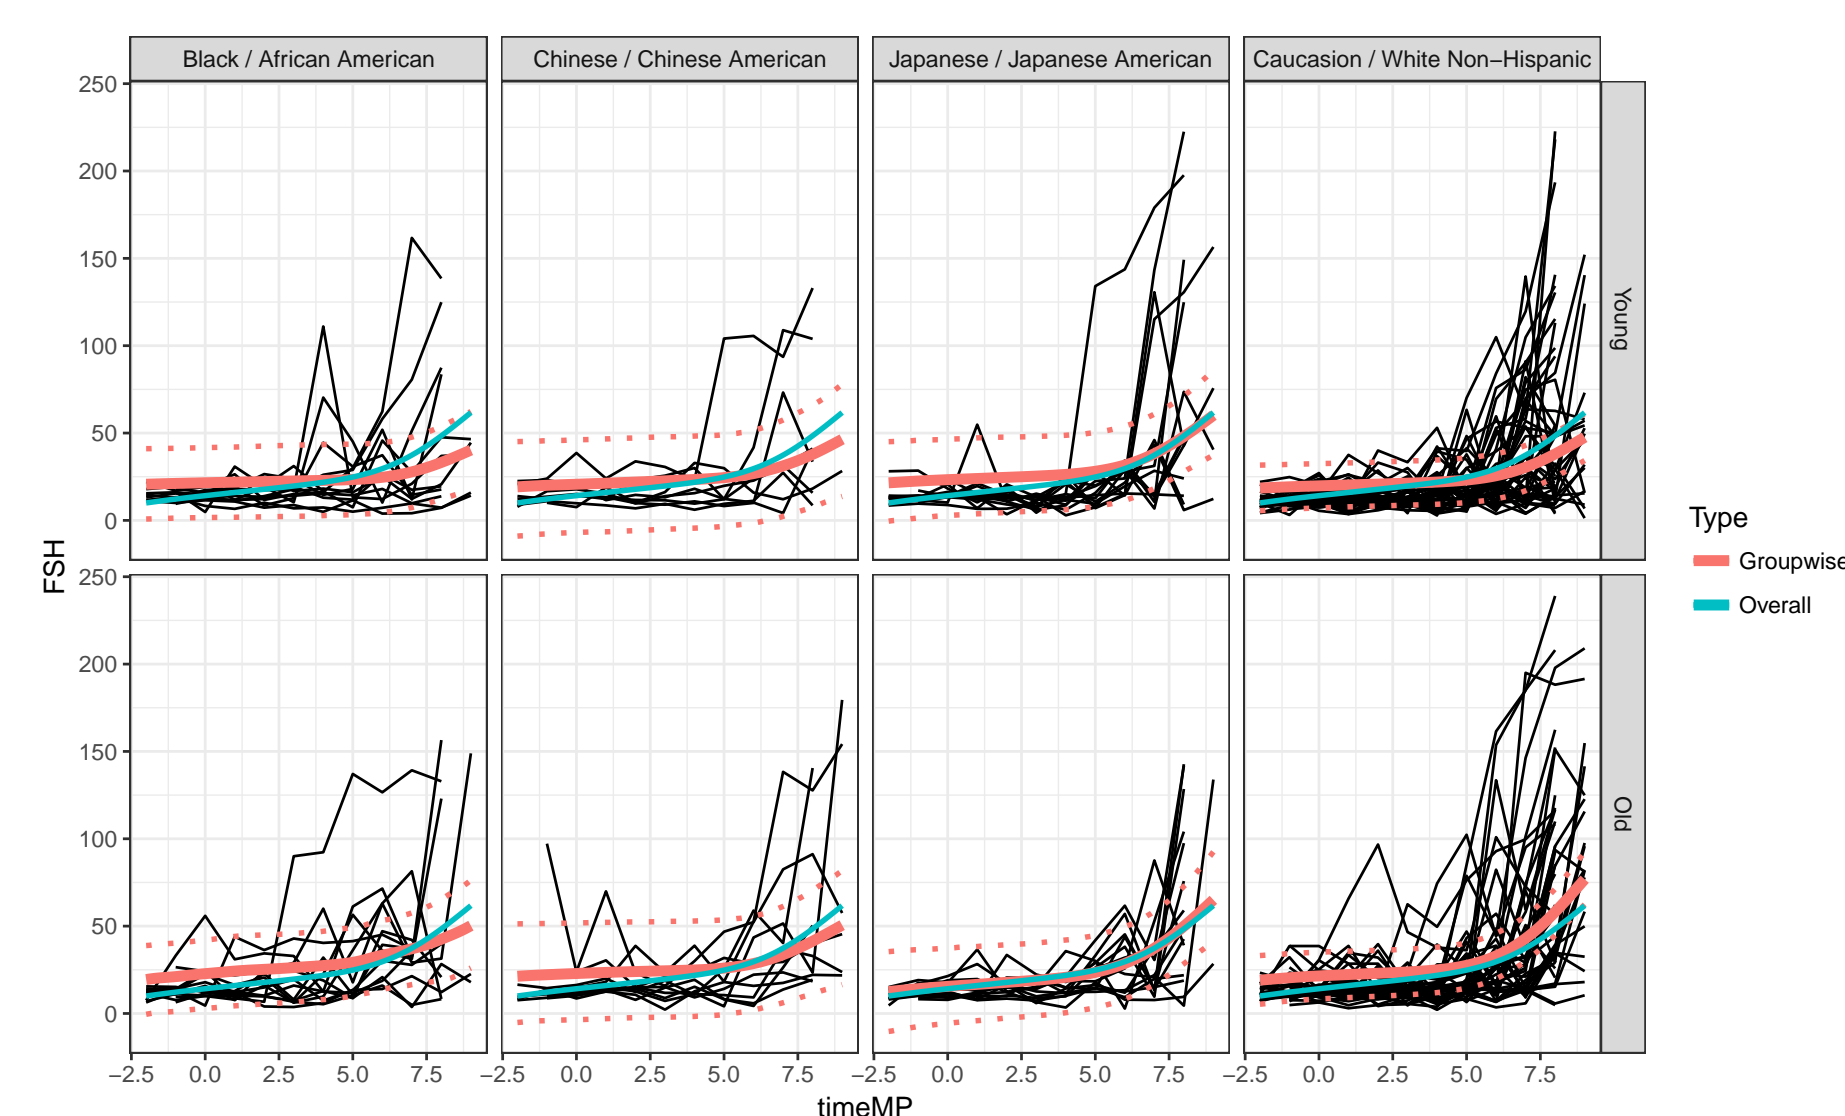 Black / African American
Chinese / Chinese American
Japanese / Japanese American
Caucasion / White Non−Hispanic
250
200
150
100
50
0
Young
FSH
250
200
150
100
50
0
Old
−2.5 0.0 2.5 5.0 7.5
−2.5 0.0 2.5 5.0 7.5
−2.5 0.0 2.5 5.0 7.5
−2.5 0.0 2.5 5.0 7.5
timeMP
Type
Groupwise
Overall